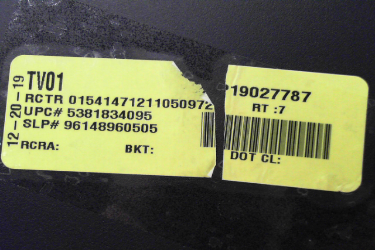 12-20-19
TV01
RCTR 01541471211050972
P19027787
UPC# 5381834095
RT :7
SLP# 96148960505
RCRA: BKT: DOT CL: